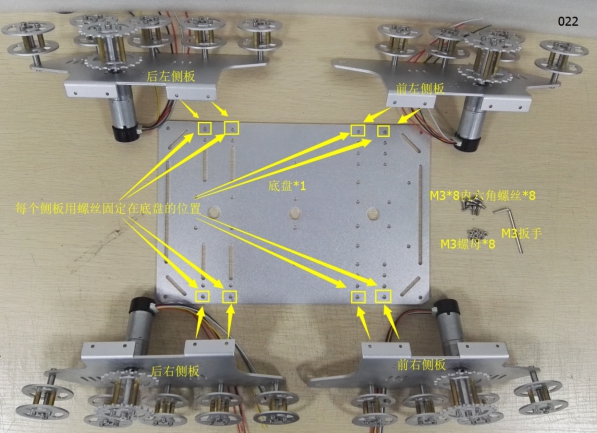 022
后左侧板
前左侧板
底盘*1
每个侧板用螺丝固定在底盘的位置
M3*8内六角螺丝*8
M3扳手
M3螺母*8
后右侧板
前右侧板